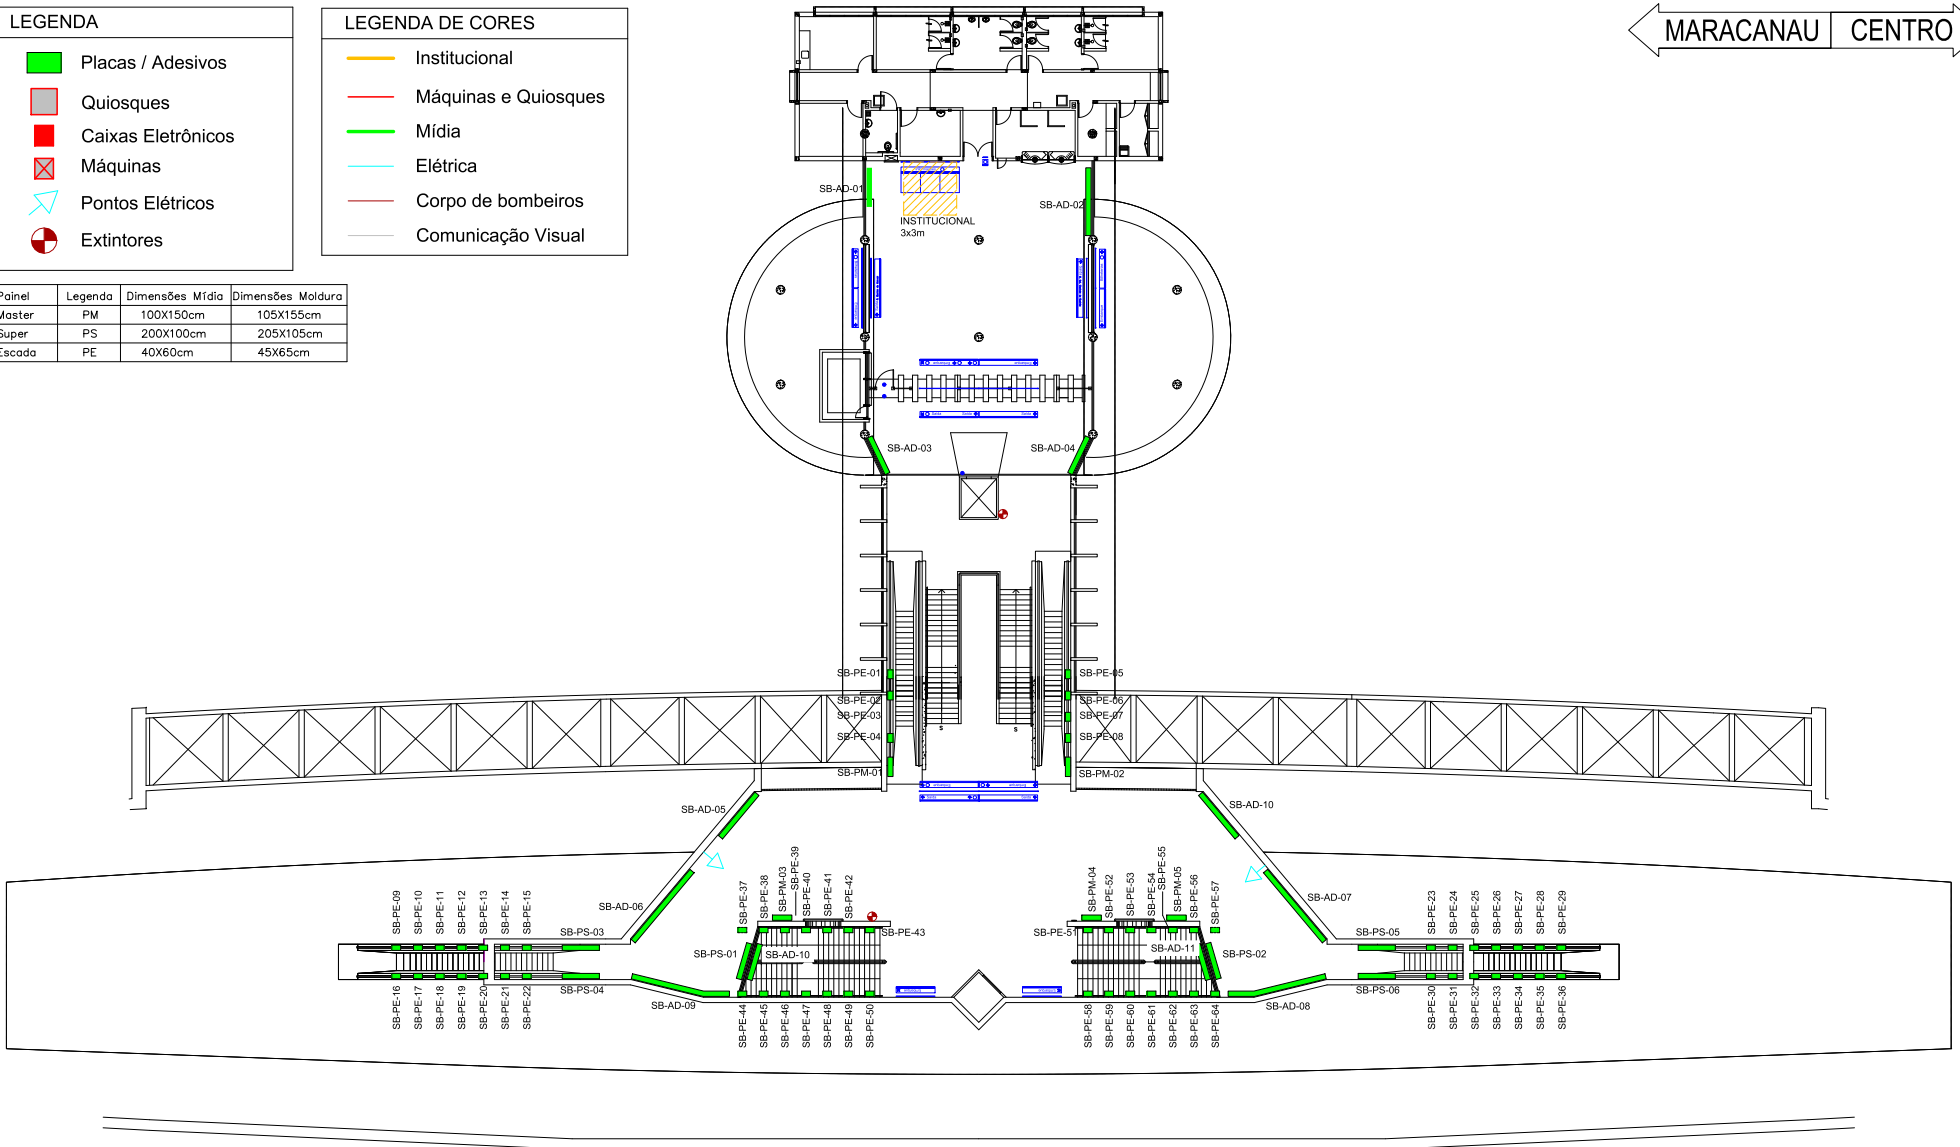 LEGENDA
Placas / Adesivos
Quiosques
Caixas Eletrônicos
Máquinas
Pontos Elétricos
Extintores
LEGENDA DE CORES
Institucional
Máquinas e Quiosques
Mídia
Elétrica
Corpo de bombeiros
Comunicação Visual
MARACANAU CENTRO
Painel Legenda Dimensões Mídia Dimensões Moldura
Master PM 100X150cm 105X155cm
Super PS 200X100cm 205X105cm
Escada PE 40X60cm 45X65cm
SB-AD-01
SB-AD-02
INSTITUCIONAL
3x3m
SB-AD-03
SB-AD-04
SB-PE-01
SB-PE-02
SB-PE-03
SB-PE-04
SB-PM-01
SB-PE-05
SB-PE-06
SB-PE-07
SB-PE-08
SB-PM-02
S
S
SB-AD-05
SB-AD-10
SB-AD-06
SB-AD-07
SB-PE-09
SB-PE-10
SB-PE-11
SB-PE-12
SB-PE-13
SB-PE-14
SB-PE-15
SB-PS-03
SB-PS-04
SB-PE-16
SB-PE-17
SB-PE-18
SB-PE-19
SB-PE-20
SB-PE-21
SB-PE-22
SB-AD-09
SB-PE-37
SB-PE-38
SB-PM-03
SB-PE-39
SB-PE-40
SB-PE-41
SB-PE-42
SB-PE-43
SB-PS-01
SB-AD-10
SB-PE-44
SB-PE-45
SB-PE-46
SB-PE-47
SB-PE-48
SB-PE-49
SB-PE-50
SB-PE-51
SB-PM-04
SB-PE-52
SB-PE-53
SB-PE-54
SB-PE-55
SB-PM-05
SB-PE-56
SB-PE-57
SB-AD-11
SB-PS-02
SB-PE-58
SB-PE-59
SB-PE-60
SB-PE-61
SB-PE-62
SB-PE-63
SB-PE-64
SB-AD-08
SB-PS-05
SB-PS-06
SB-PE-23
SB-PE-24
SB-PE-25
SB-PE-26
SB-PE-27
SB-PE-28
SB-PE-29
SB-PE-30
SB-PE-31
SB-PE-32
SB-PE-33
SB-PE-34
SB-PE-35
SB-PE-36